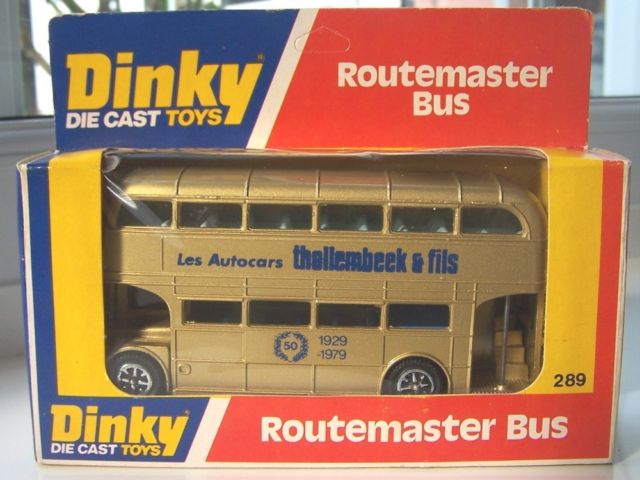 Dinky
DIE CAST TOYS
Routemaster
Bus
Les Autocars thollembeek & fils
50
1929
-1979
289
Dinky
DIE CAST TOYS
Routemaster Bus